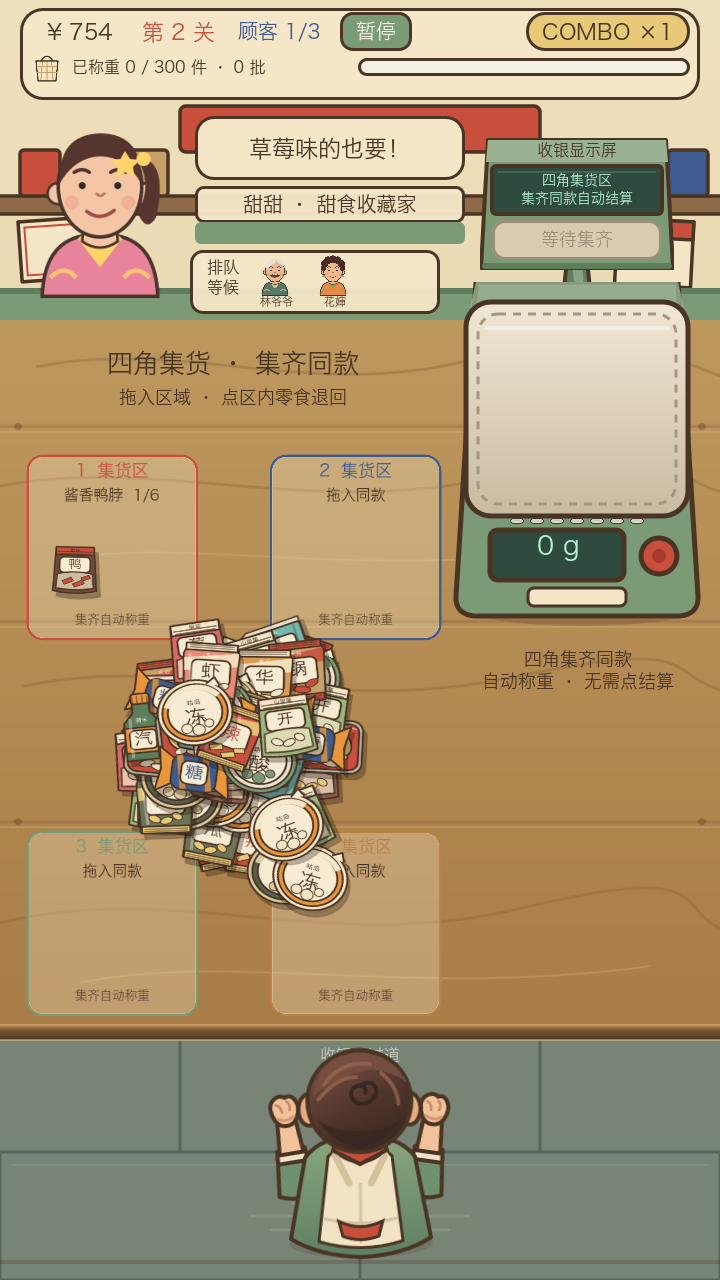 ¥ 754 第 2 关 顾客 1/3 暂停 COMBO ×1
已称重 0 / 300 件 · 0 批
草莓味的也要！
甜甜 · 甜食收藏家
排队
等候
林爷爷
花婶
收银显示屏
四角集货区
集齐同款自动结算
等待集齐
四角集货 · 集齐同款
拖入区域 · 点区内零食退回
1 集货区
酱香鸭脖 1/6
鸭
集齐自动称重
2 集货区
拖入同款
0 g
四角集齐同款
自动称重 · 无需点结算
虾
华
锅
冻
开
开
汽
辣
酸
糖
冻
冻
3 集货区
拖入同款
集齐自动称重
集货区
入同款
集齐自动称重
收银
道